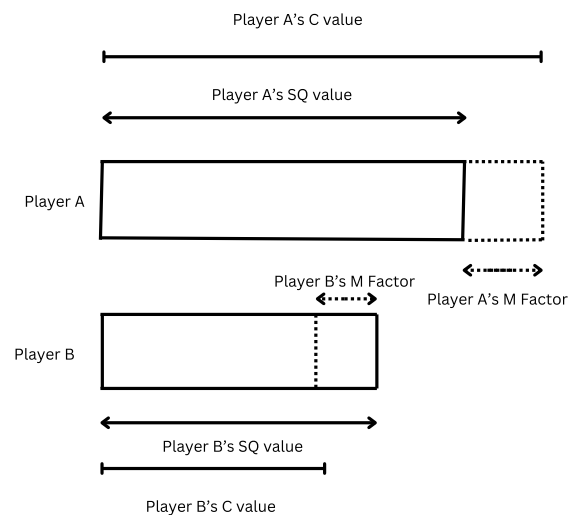 Player A’s C value
Player A’s SQ value
Player A
Player B’s M Factor
Player A’s M Factor
Player B
Player B’s SQ value
Player B’s C value